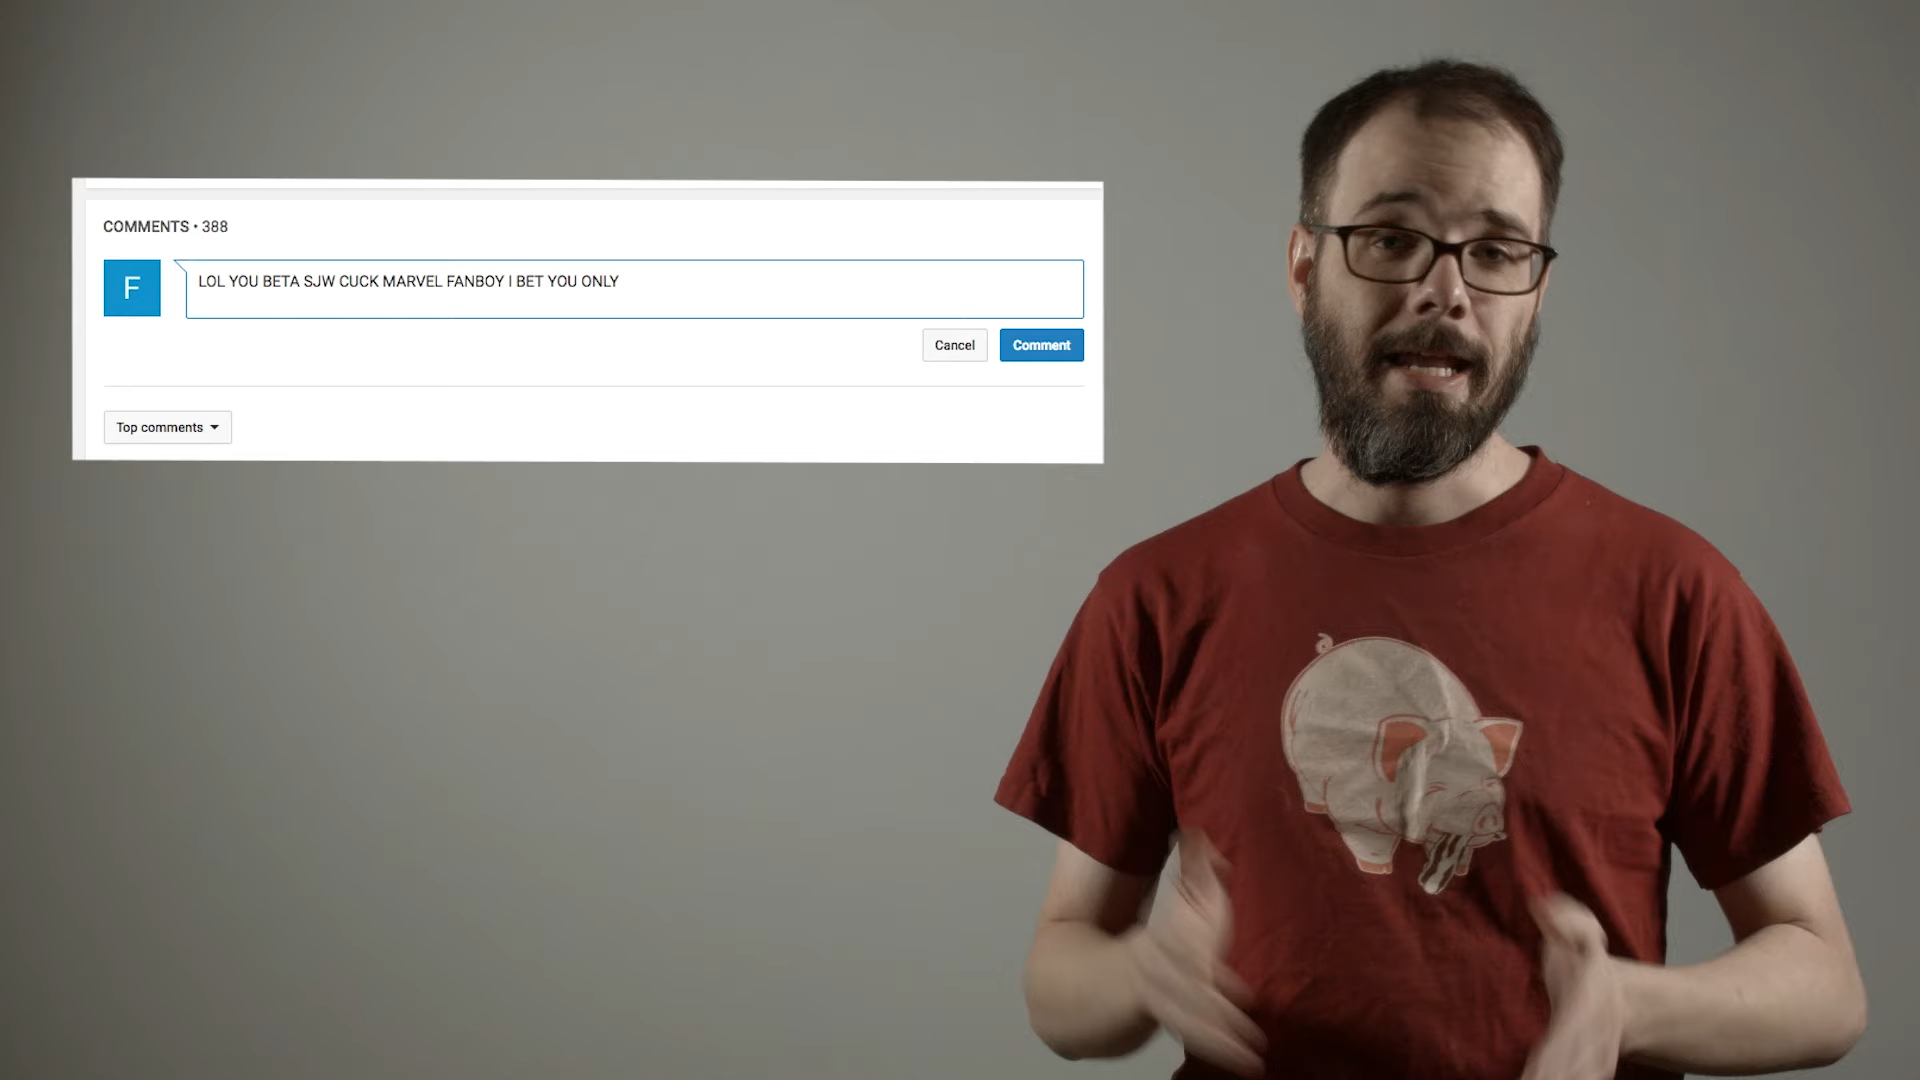 COMMENTS • 388
F
LOL YOU BETA SJW CUCK MARVEL FANBOY I BET YOU ONLY
Cancel
Comment
Top comments